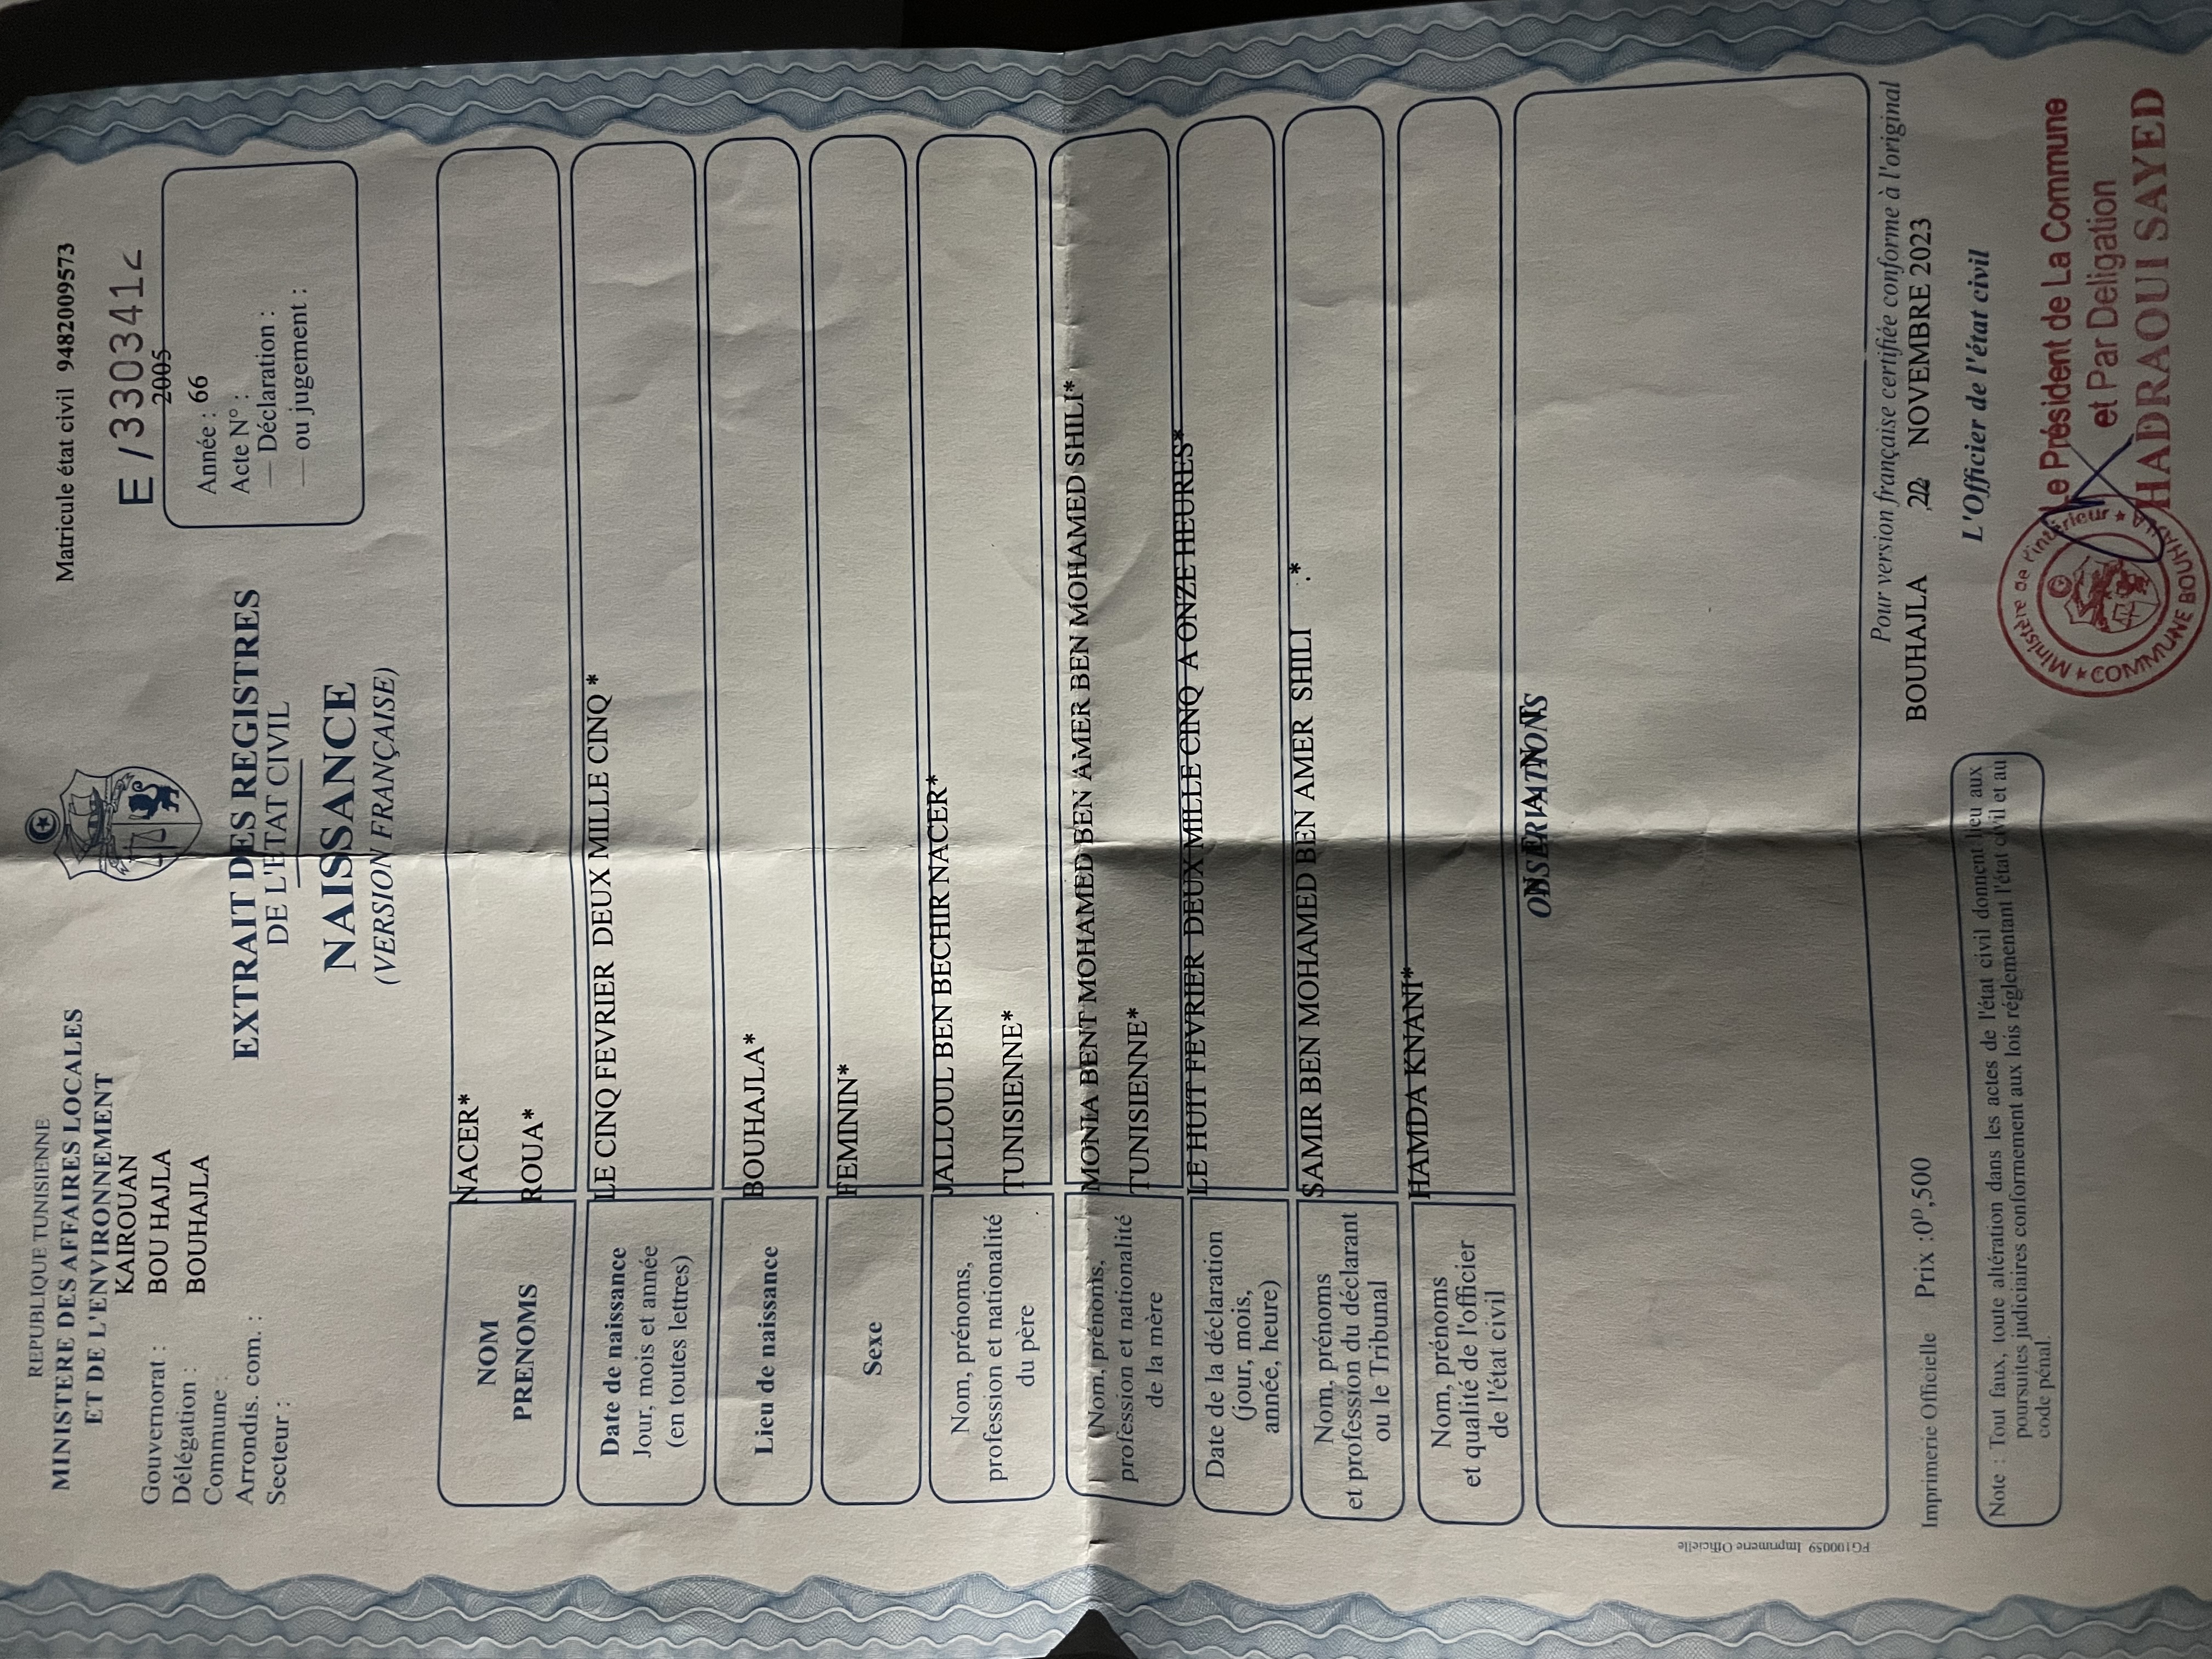 REPUBLIQUE TUNISIENNE
MINISTERE DES AFFAIRES LOCALES
ET DE L'ENVIRONNEMENT
Gouvernorat : KAIROUAN
Délégation : BOU HAJLA
Commune : BOUHAJLA
Arrondis. com. :
Secteur :
Matricule état civil 9482009573
E /3303412
2005
Année : 66
Acte N° :
— Déclaration :
— ou jugement :
EXTRAIT DES REGISTRES
DE L'ETAT CIVIL
NAISSANCE
(VERSION FRANÇAISE)
NOM NACER*
PRENOMS ROUA*
Date de naissance
Jour, mois et année
(en toutes lettres)
LE CINQ FEVRIER DEUX MILLE CINQ*
Lieu de naissance BOUHAJLA*
Sexe FEMININ*
Nom, prénoms,
profession et nationalité
du père
JALLOUL BEN BECHIR NACER*
TUNISIENNE*
Nom, prénoms,
profession et nationalité
de la mère
MONIA BENT MOHAMED BEN AMER BEN MOHAMED SHILI*
TUNISIENNE*
Date de la déclaration
(jour, mois,
année, heure)
LE HUIT FEVRIER DEUX MILLE CINQ A ONZE HEURES*
Nom, prénoms
et profession du déclarant
ou le Tribunal
SAMIR BEN MOHAMED BEN AMER SHILI .*
Nom, prénoms
et qualité de l'officier
de l'état civil
HAMDA KNANI*
OBSERVATIONS
Pour version française certifiée conforme à l'original
BOUHAJLA ,22 NOVEMBRE 2023
L'Officier de l'état civil
Le Président de La Commune
et Par Deligation
HADRAOUI SAYED
Ministère de l'intérieur
COMMUNE BOUHAJLA
FG100059 Imprimerie Officielle
Imprimerie Officielle Prix :0D,500
Note : Tout faux, toute altération dans les actes de l'état civil donnent lieu aux
poursuites judiciaires conformement aux lois réglementant l'état civil et au
code pénal.